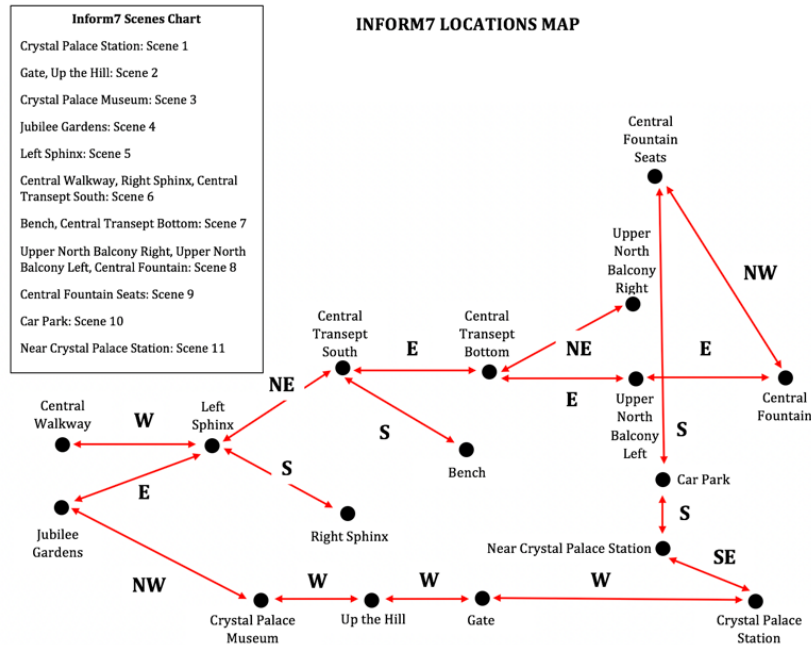 Inform7 Scenes Chart
Crystal Palace Station: Scene 1
Gate, Up the Hill: Scene 2
Crystal Palace Museum: Scene 3
Jubilee Gardens: Scene 4
Left Sphinx: Scene 5
Central Walkway, Right Sphinx, Central
Transept South: Scene 6
Bench, Central Transept Bottom: Scene 7
Upper North Balcony Right, Upper North
Balcony Left, Central Fountain: Scene 8
Central Fountain Seats: Scene 9
Car Park: Scene 10
Near Crystal Palace Station: Scene 11
INFORM7 LOCATIONS MAP
Central
Fountain
Seats
Upper
North
Balcony
Right
NW
Central
Transept
South
E
Central
Transept
Bottom
NE
E
E
Upper
North
Balcony
Left
Central
Fountain
NE
Central
Walkway
W
Left
Sphinx
S
Bench
S
Car Park
E
S
Right Sphinx
S
Jubilee
Gardens
Near Crystal Palace Station
SE
NW
W
W
W
Crystal Palace
Museum
Up the Hill
Gate
Crystal Palace
Station